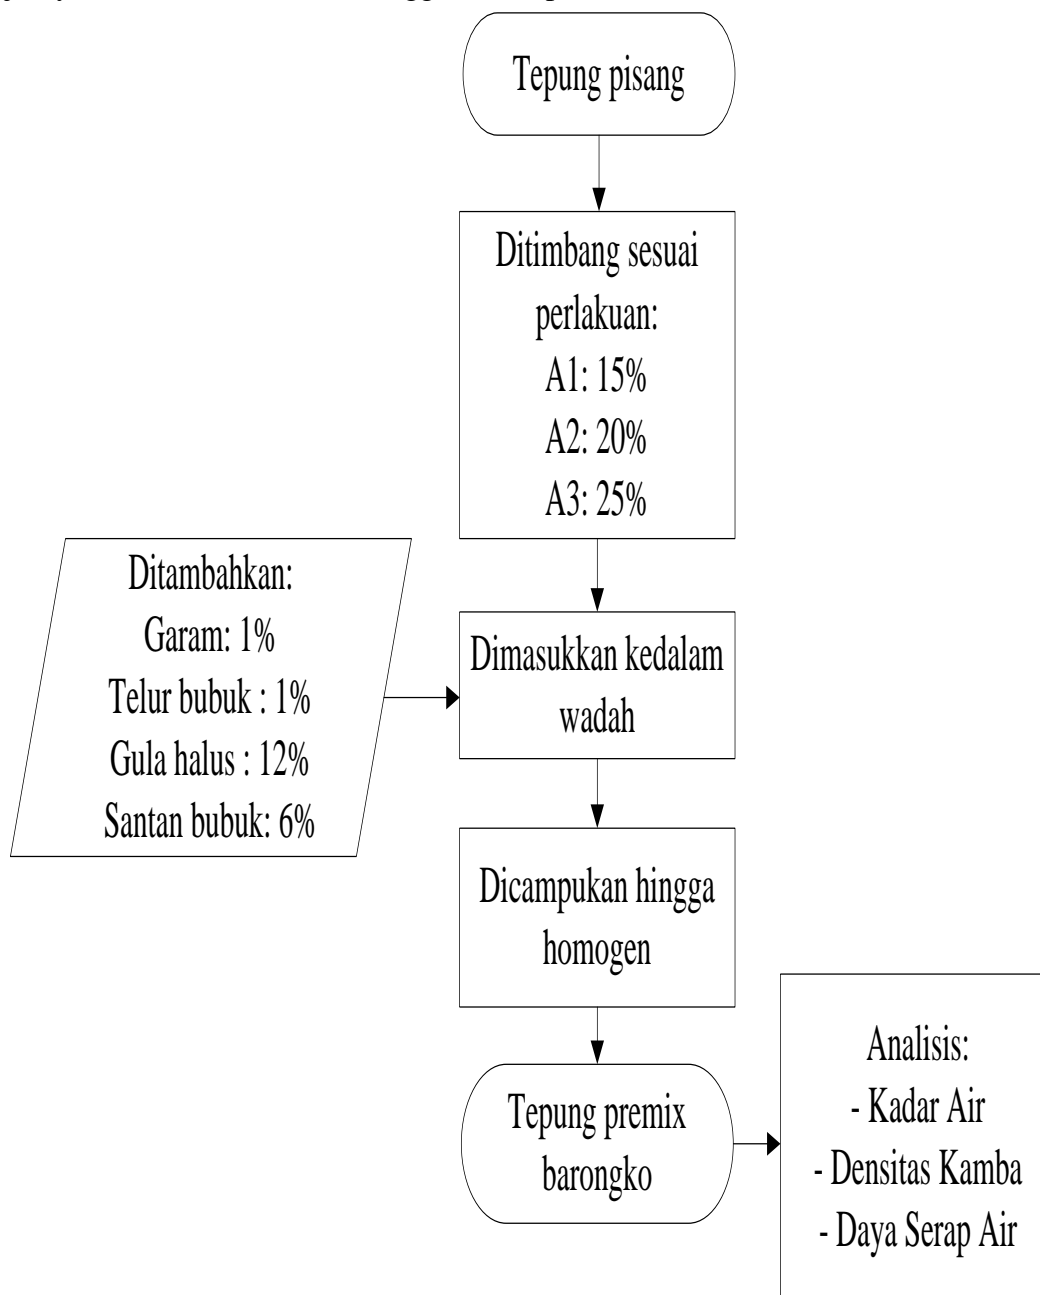 Tepung pisang
Ditimbang sesuai
perlakuan:
A1: 15%
A2: 20%
A3: 25%
Ditambahkan:
Garam: 1%
Telur bubuk : 1%
Gula halus : 12%
Santan bubuk: 6%
Dimasukkan kedalam
wadah
Dicampukan hingga
homogen
Tepung premix
barongko
Analisis:
- Kadar Air
- Densitas Kamba
- Daya Serap Air